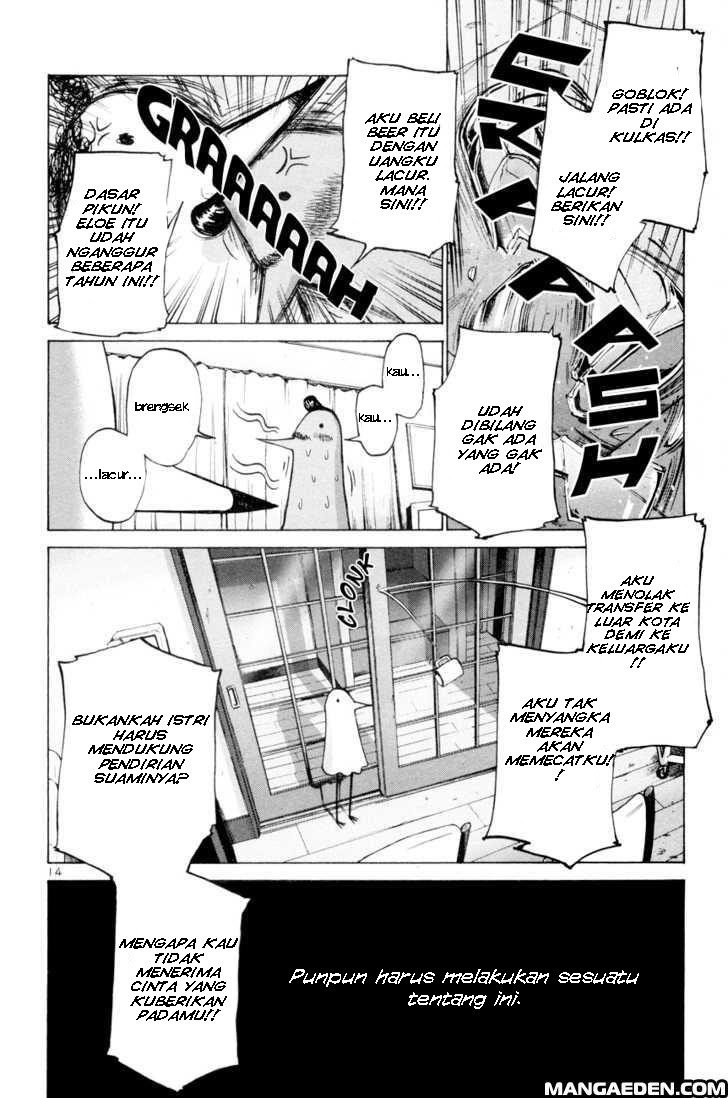 GOBLOK!
PASTI ADA
DI
KULKAS!!
JALANG
LACUR!
BERIKAN
SINI!!
CRAAASH
UDAH
DIBILANG
GAK ADA
YANG GAK
ADA!
AKU BELI
BEER ITU
DENGAN
UANGKU
LACUR.
MANA
SINI!!
GRAAAAAAH
DASAR
PIKUN!
ELOE ITU
UDAH
NGANGGUR
BEBERAPA
TAHUN INI!!
kau...
kau...
brengsek
...lacur...
AKU
MENOLAK
TRANSFER KE
LUAR KOTA
DEMI KE
KELUARGAKU
!!
CLONK
AKU TAK
MENYANGKA
MEREKA
AKAN
MEMECATKU!
!
BUKANKAH ISTRI
HARUS
MENDUKUNG
PENDIRIAN
SUAMINYA?
MENGAPA KAU
TIDAK
MENERIMA
CINTA YANG
KUBERIKAN
PADAMU!!
14
Punpun harus melakukan sesuatu
tentang ini.
MANGAEDEN.COM